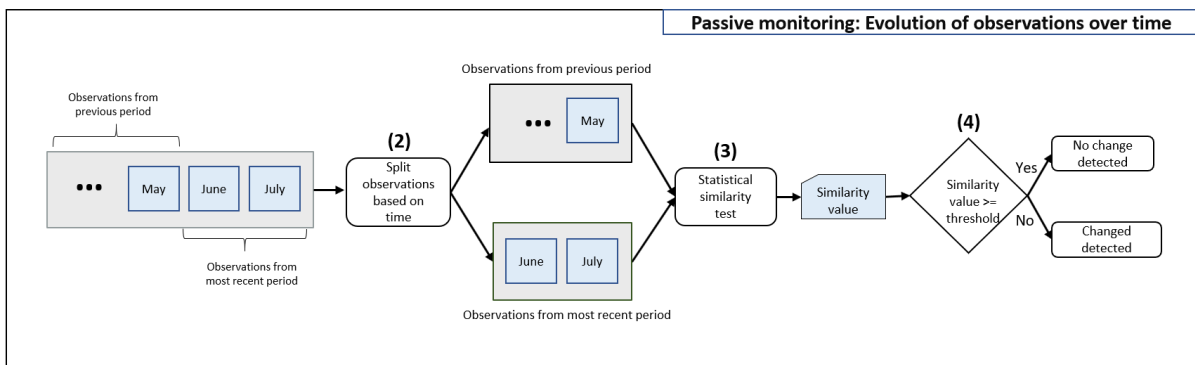 Passive monitoring: Evolution of observations over time
Observations from
previous period
•••
May
June
July
Observations from
most recent period
(2)
Split
observations
based on
time
Observations from previous period
•••
May
June
July
Observations from most recent period
(3)
Statistical
similarity
test
Similarity
value
(4)
Similarity
value >=
threshold
Yes
No
No change
detected
Changed
detected